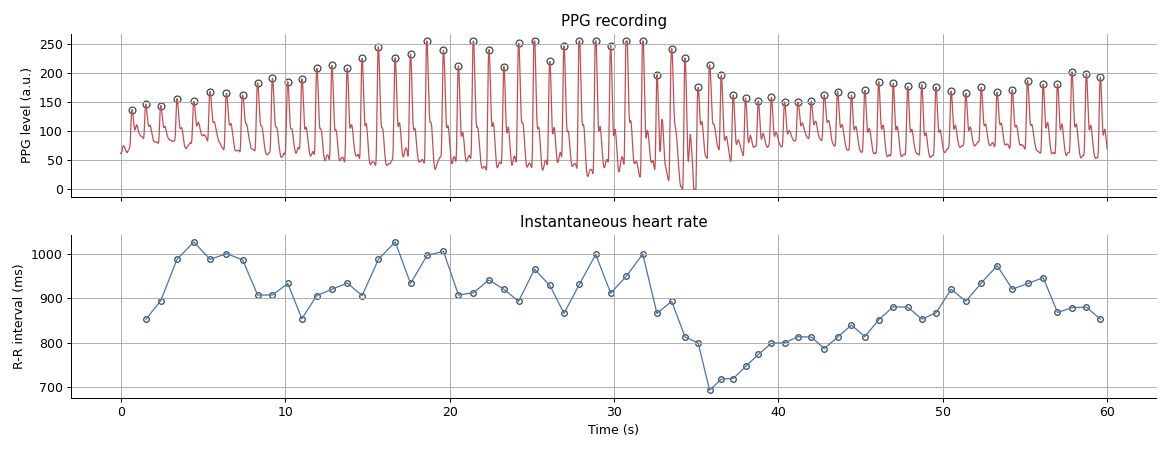 PPG recording
PPG level (a.u.)
250
200
150
100
50
0
Instantaneous heart rate
R-R interval (ms)
1000
900
800
700
0 10 20 30 40 50 60
Time (s)